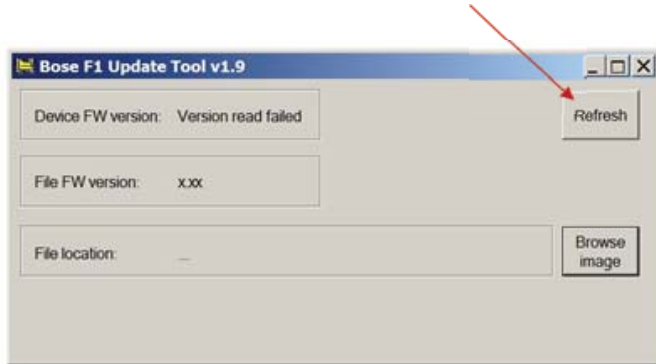 Bose F1 Update Tool v1.9
Device FW version: Version read failed
Refresh
File FW version: x.xx
File location: ...
Browse
image